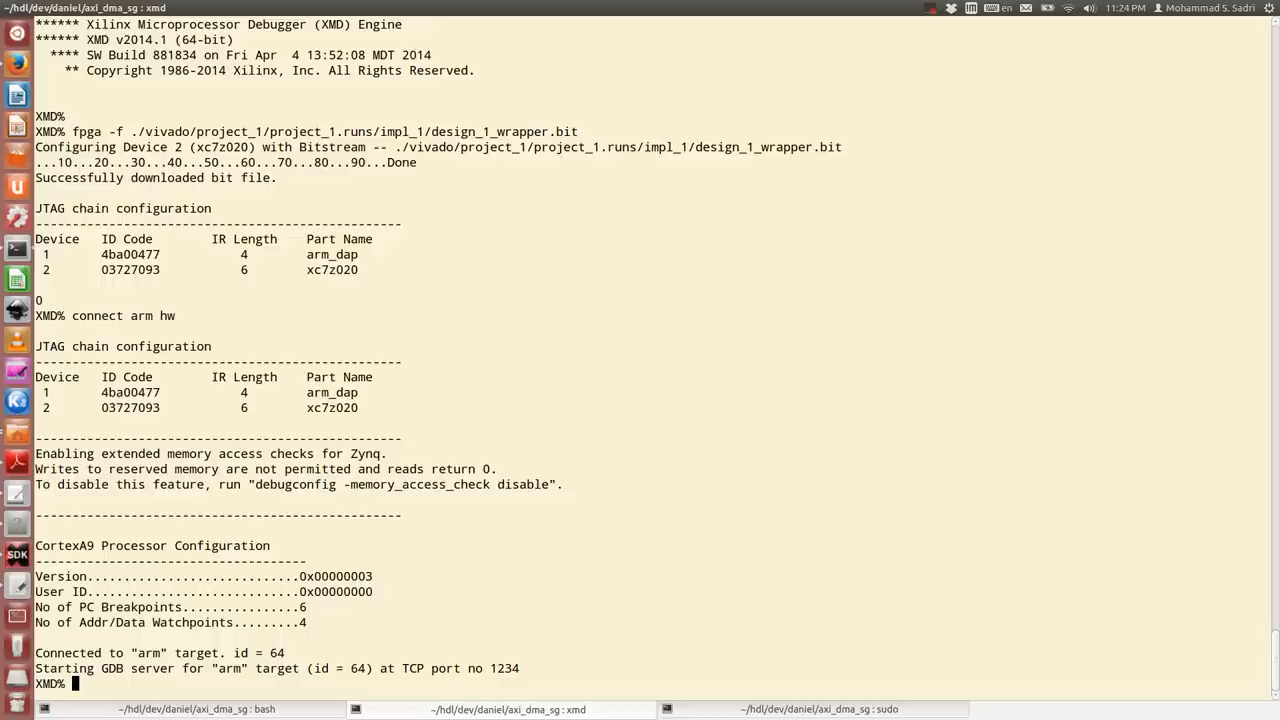 ~/hdl/dev/daniel/axi_dma_sg : xmd
en
11:24 PM
Mohammad S. Sadri
****** Xilinx Microprocessor Debugger (XMD) Engine
****** XMD v2014.1 (64-bit)
**** SW Build 881834 on Fri Apr  4 13:52:08 MDT 2014
** Copyright 1986-2014 Xilinx, Inc. All Rights Reserved.
XMD%
XMD% fpga -f ./vivado/project_1/project_1.runs/impl_1/design_1_wrapper.bit
Configuring Device 2 (xc7z020) with Bitstream -- ./vivado/project_1/project_1.runs/impl_1/design_1_wrapper.bit
...10...20...30...40...50...60...70...80...90...Done
Successfully downloaded bit file.
JTAG chain configuration
--------------------------------------------------
Device   ID Code        IR Length    Part Name
1       4ba00477           4        arm_dap
2       03727093           6        xc7z020
0
XMD% connect arm hw
JTAG chain configuration
--------------------------------------------------
Device   ID Code        IR Length    Part Name
1       4ba00477           4        arm_dap
2       03727093           6        xc7z020
--------------------------------------------------
Enabling extended memory access checks for Zynq.
Writes to reserved memory are not permitted and reads return 0.
To disable this feature, run "debugconfig -memory_access_check disable".
--------------------------------------------------
CortexA9 Processor Configuration
-------------------------------------
Version.............................0x00000003
User ID.............................0x00000000
No of PC Breakpoints................6
No of Addr/Data Watchpoints.........4
Connected to "arm" target. id = 64
Starting GDB server for "arm" target (id = 64) at TCP port no 1234
XMD%
SDK
~/hdl/dev/daniel/axi_dma_sg : bash
~/hdl/dev/daniel/axi_dma_sg : xmd
~/hdl/dev/daniel/axi_dma_sg : sudo